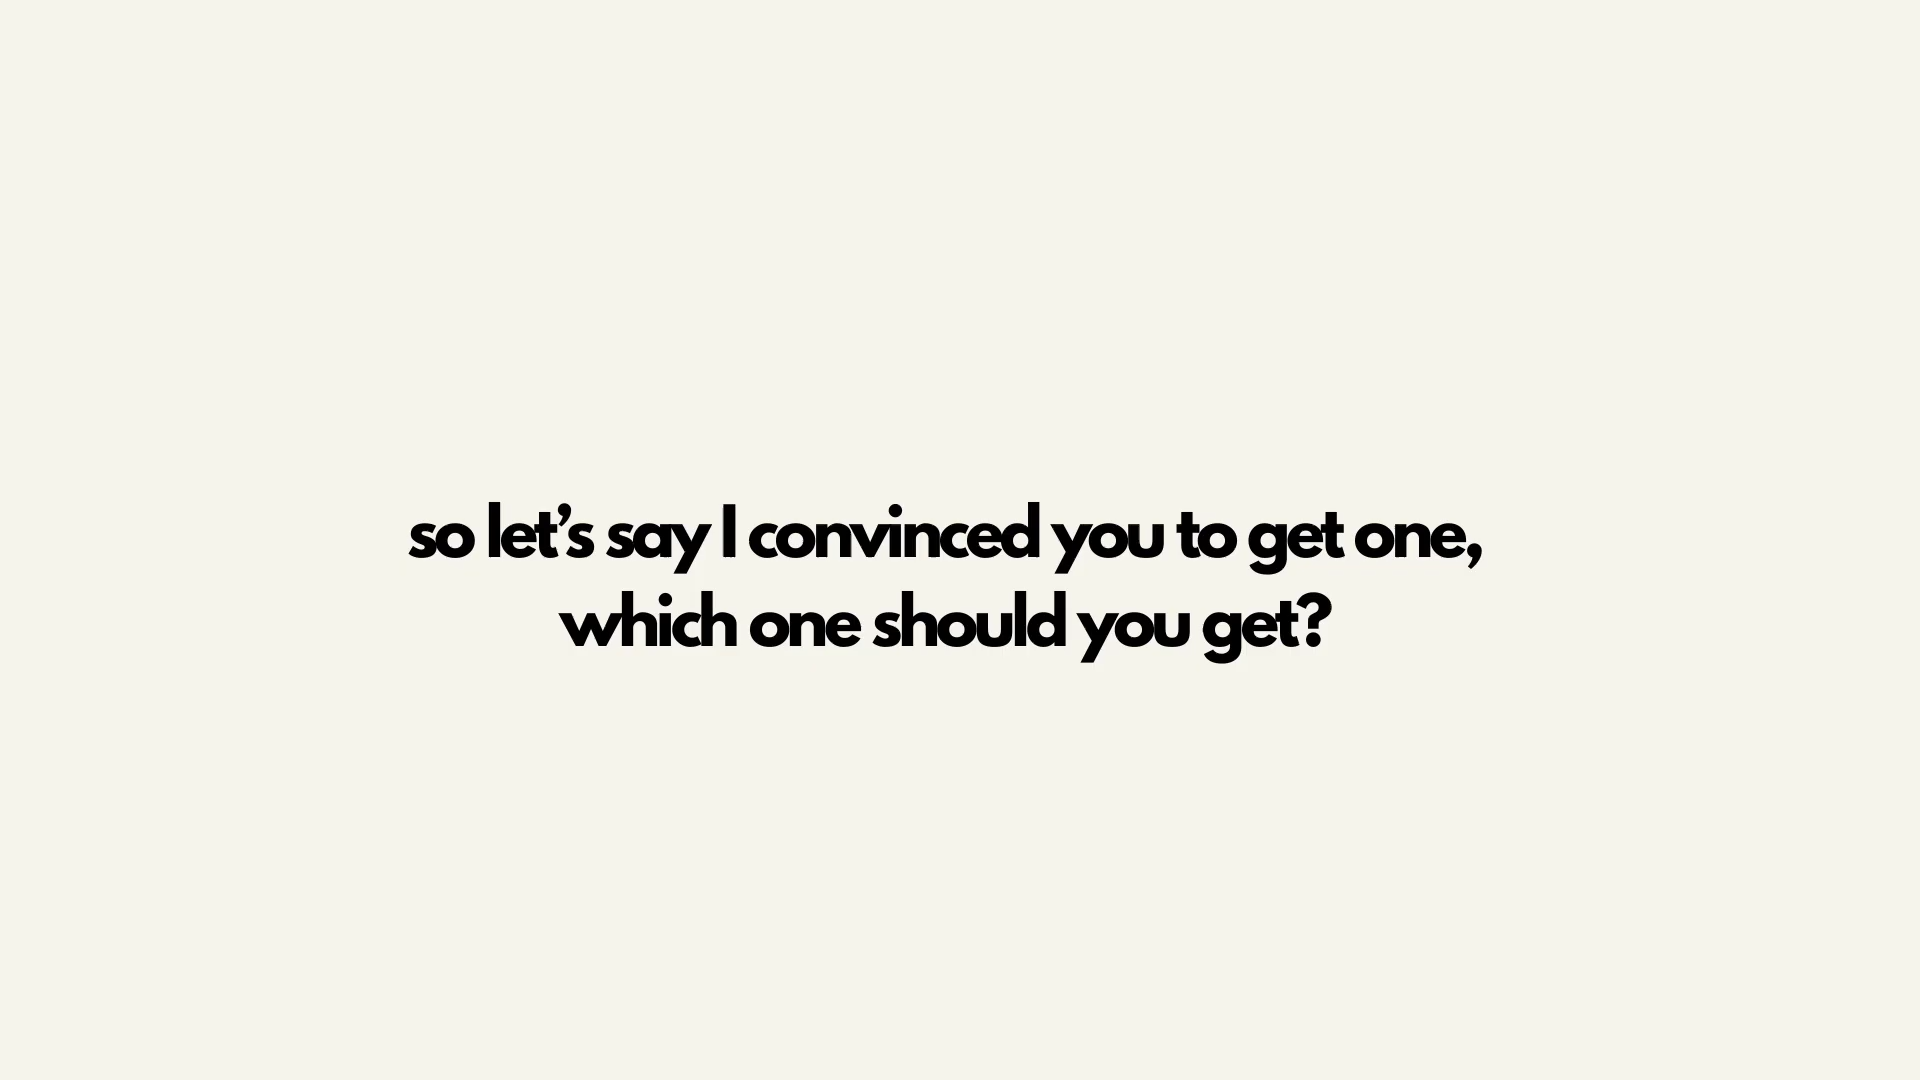 so let’s say I convinced you to get one,
which one should you get?